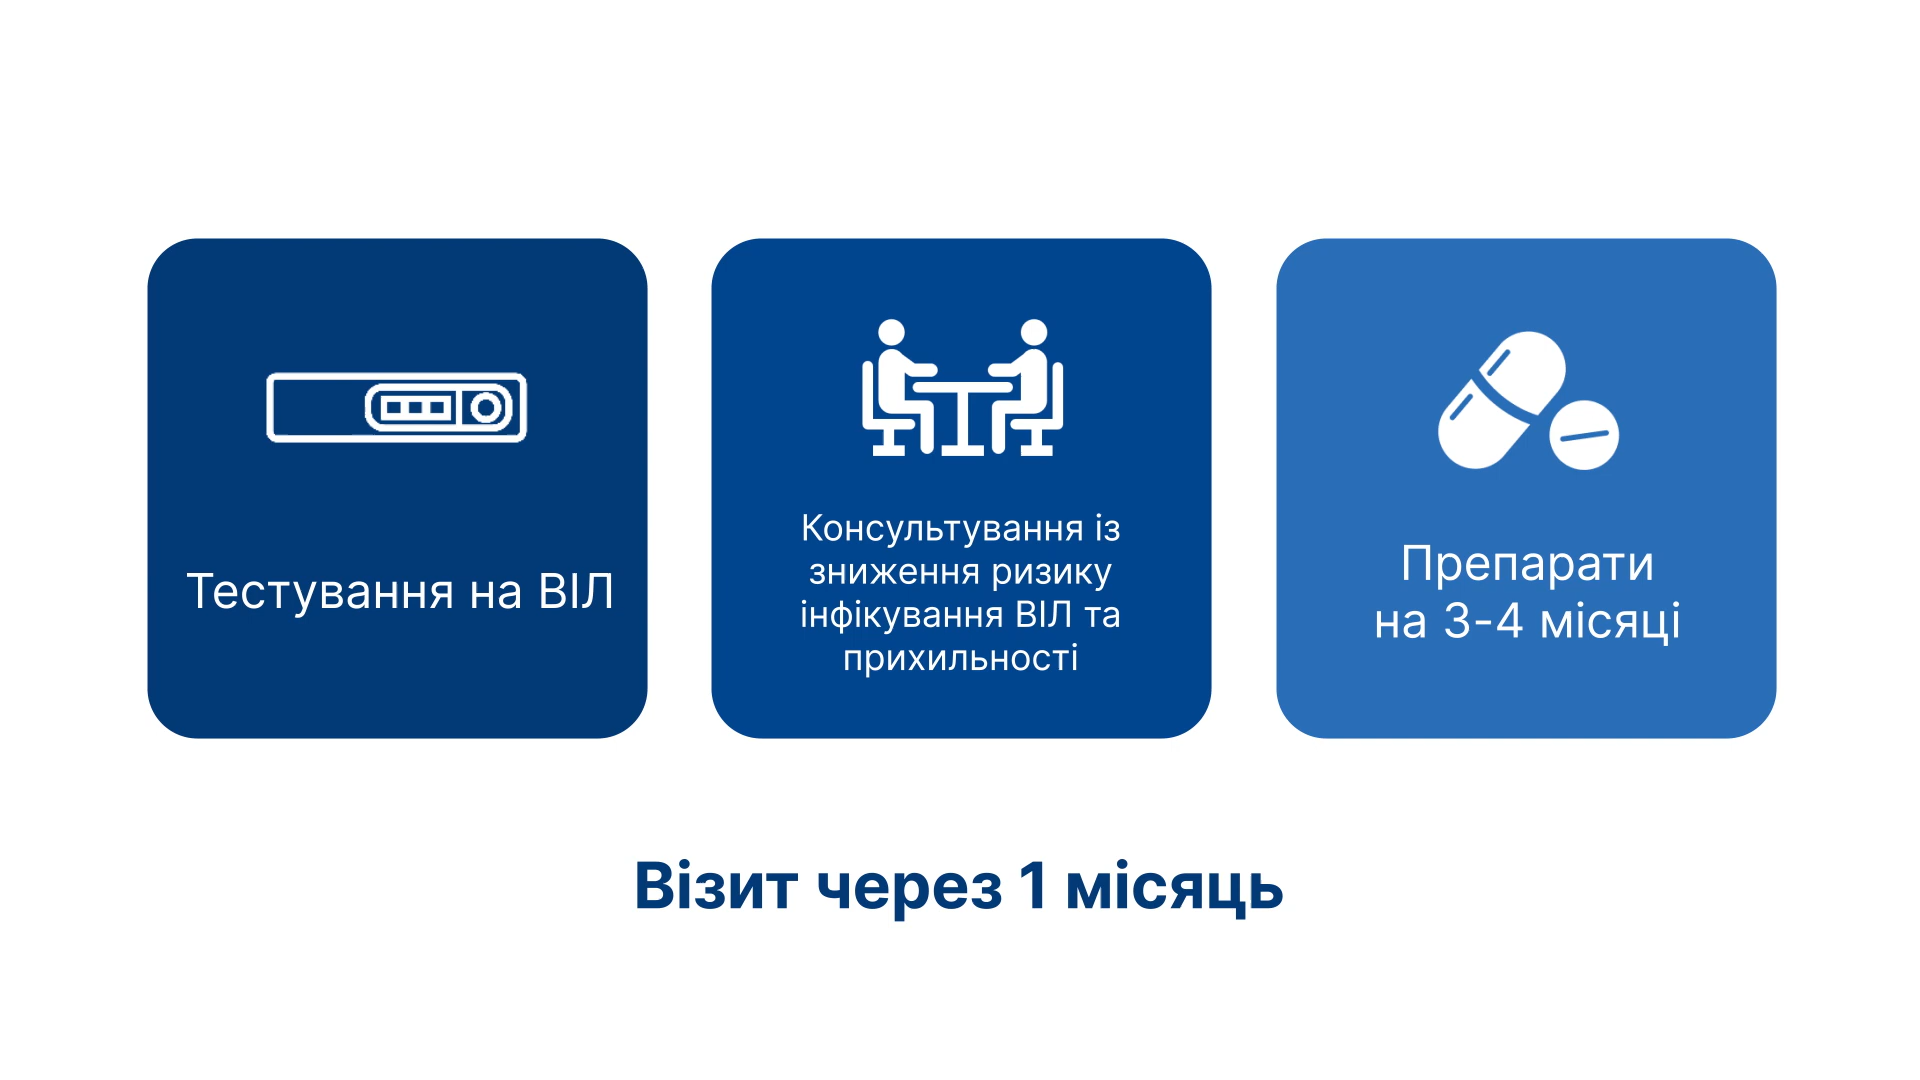 Тестування на ВІЛ
Консультування із
зниження ризику
інфікування ВІЛ та
прихильності
Препарати
на 3-4 місяці
Візит через 1 місяць